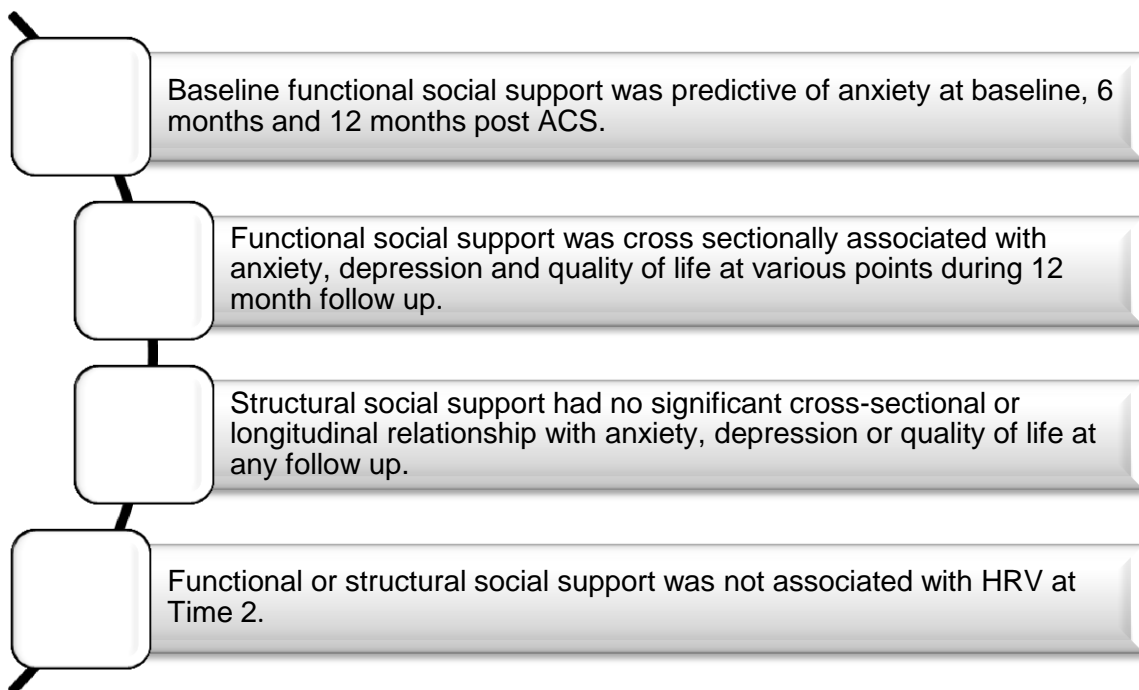 Baseline functional social support was predictive of anxiety at baseline, 6
months and 12 months post ACS.
Functional social support was cross sectionally associated with
anxiety, depression and quality of life at various points during 12
month follow up.
Structural social support had no significant cross-sectional or
longitudinal relationship with anxiety, depression or quality of life at
any follow up.
Functional or structural social support was not associated with HRV at
Time 2.